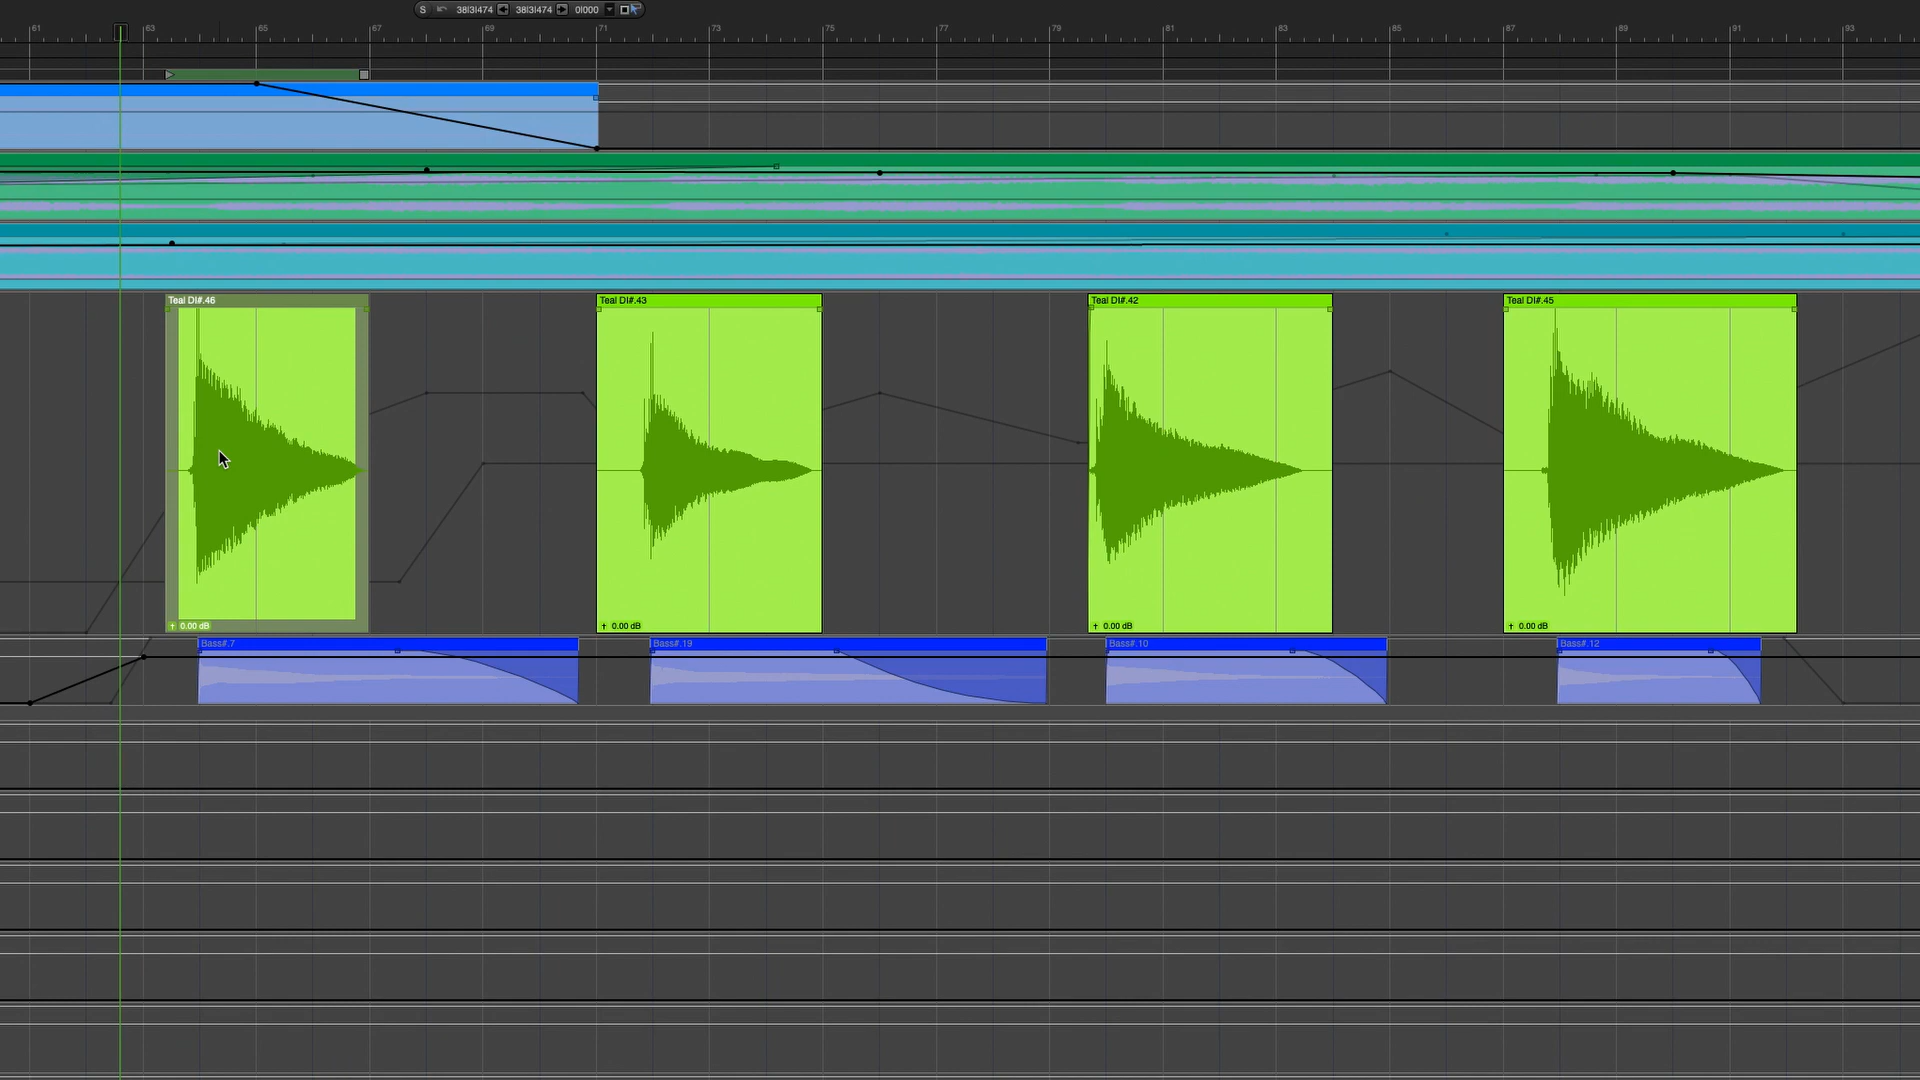 S 38|3|474 38|3|474 0|000
61 63 65 67 69 71 73 75 77 79 81 83 85 87 89 91 93
Teal DI#.46 Teal DI#.43 Teal DI#.42 Teal DI#.45
0.00 dB 0.00 dB 0.00 dB 0.00 dB
Bass#.7 Bass#.19 Bass#.10 Bass#.12